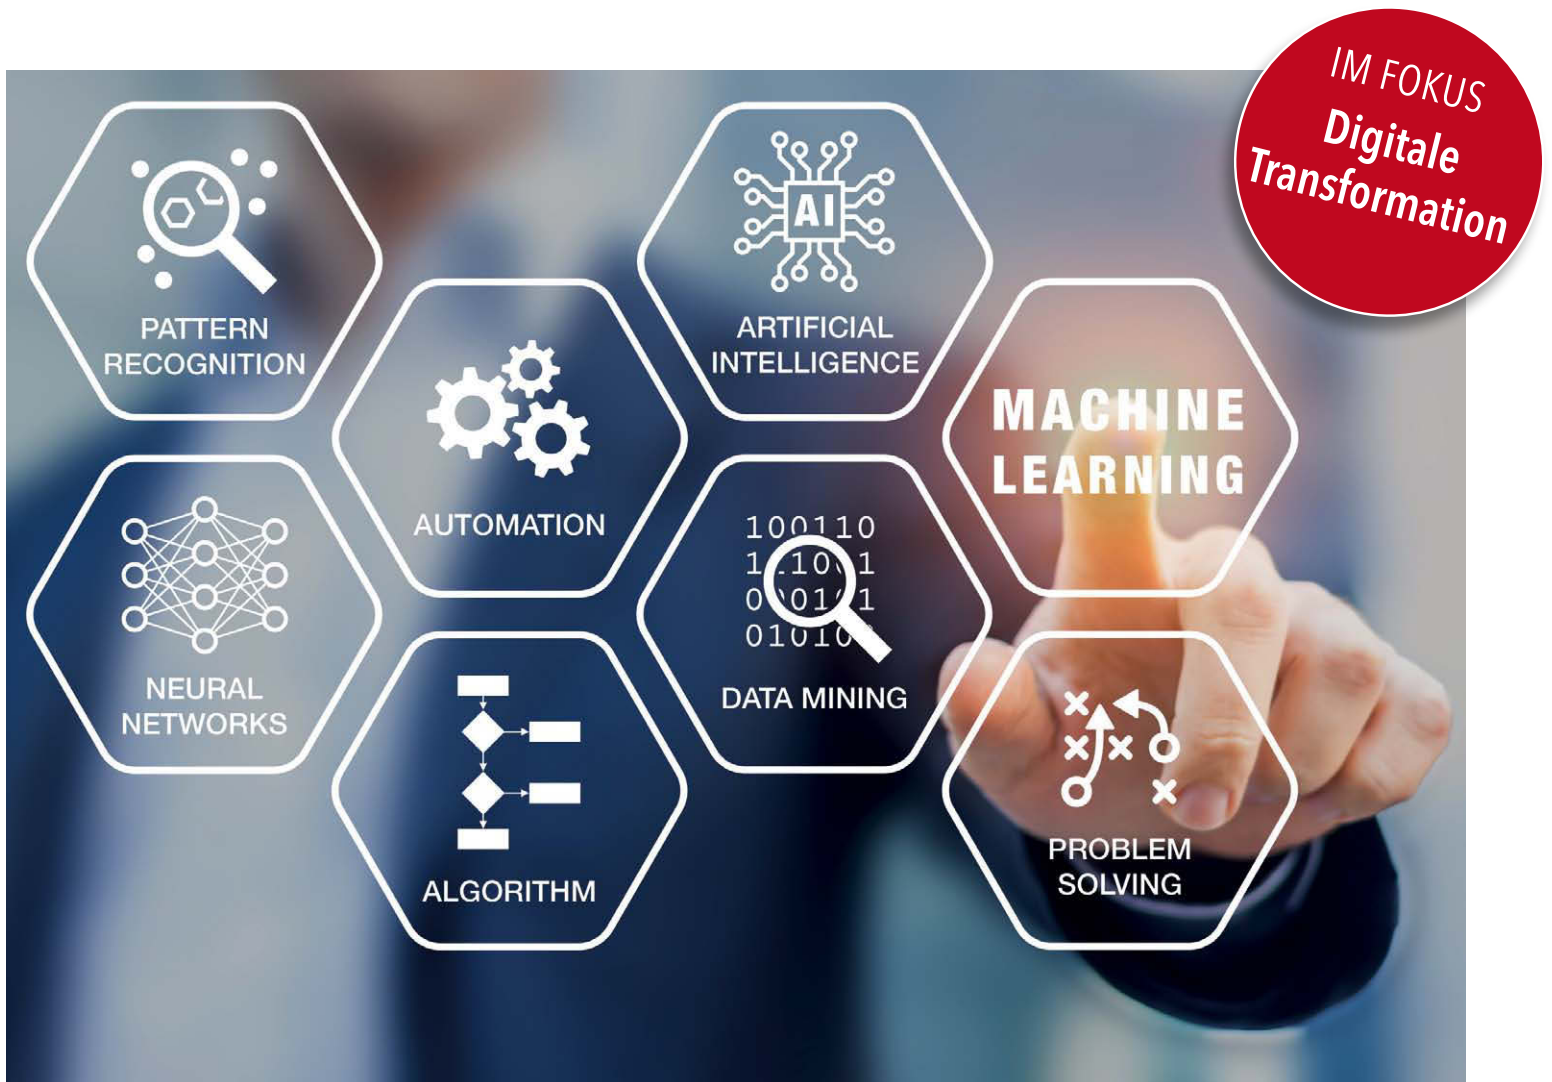 IM FOKUS
Digitale
Transformation
PATTERN
RECOGNITION
ARTIFICIAL
INTELLIGENCE
AI
AUTOMATION
MACHINE
LEARNING
NEURAL
NETWORKS
100110
DATA MINING
ALGORITHM
PROBLEM
SOLVING